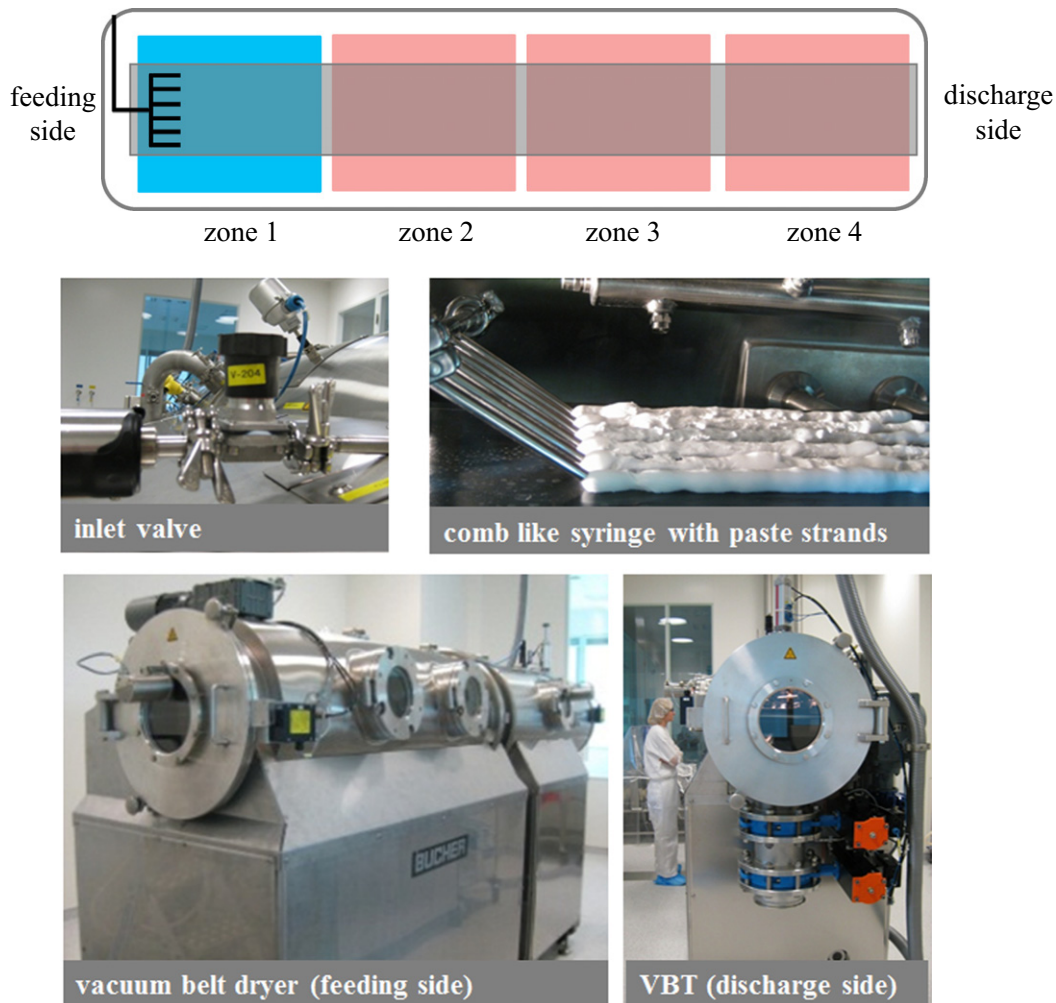 feeding
side
discharge
side
zone 1
zone 2
zone 3
zone 4
V-204
inlet valve
comb like syringe with paste strands
BUCHER
vacuum belt dryer (feeding side)
VBT (discharge side)